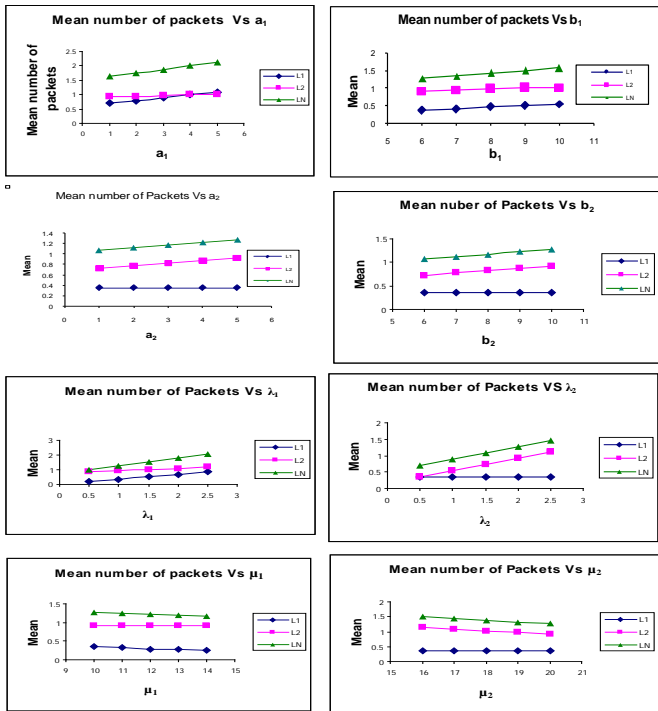 Mean number of packets Vs a₁
Mean number of
packets
2.5
2
1.5
1
0.5
0
0 1 2 3 4 5 6
a₁
L1
L2
LN
Mean number of packets Vs b₁
Mean
2
1.5
1
0.5
0
5 6 7 8 9 10 11
b₁
L1
L2
LN
Mean number of Packets Vs a₂
Mean
1.4
1.2
1
0.8
0.6
0.4
0.2
0
0 1 2 3 4 5 6
a₂
L1
L2
LN
Mean nuber of Packets Vs b₂
Mean
1.5
1
0.5
0
5 6 7 8 9 10 11
b₂
L1
L2
LN
Mean number of Packets Vs λ₁
Mean
3
2
1
0
0 0.5 1 1.5 2 2.5 3
λ₁
L1
L2
LN
Mean number of Packets VS λ₂
Mean
2
1.5
1
0.5
0
0 0.5 1 1.5 2 2.5 3
λ₂
L1
L2
LN
Mean number of packets Vs µ₁
Mean
1.5
1
0.5
0
9 10 11 12 13 14 15
µ₁
L1
L2
LN
Mean number of Packets Vs µ₂
Mean
2
1.5
1
0.5
0
15 16 17 18 19 20 21
µ₂
L1
L2
LN